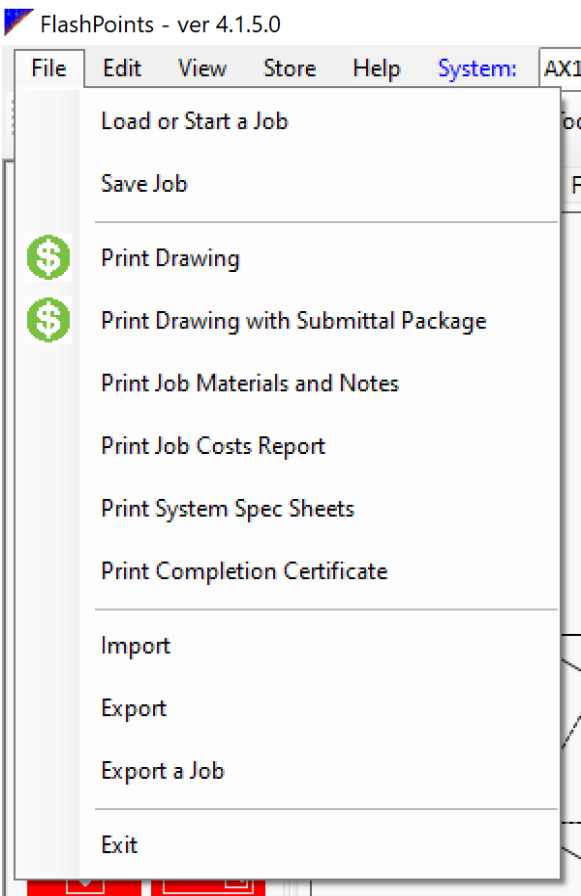 FlashPoints - ver 4.1.5.0
File Edit View Store Help System: AX1
Load or Start a Job
Save Job
Print Drawing
Print Drawing with Submittal Package
Print Job Materials and Notes
Print Job Costs Report
Print System Spec Sheets
Print Completion Certificate
Import
Export
Export a Job
Exit